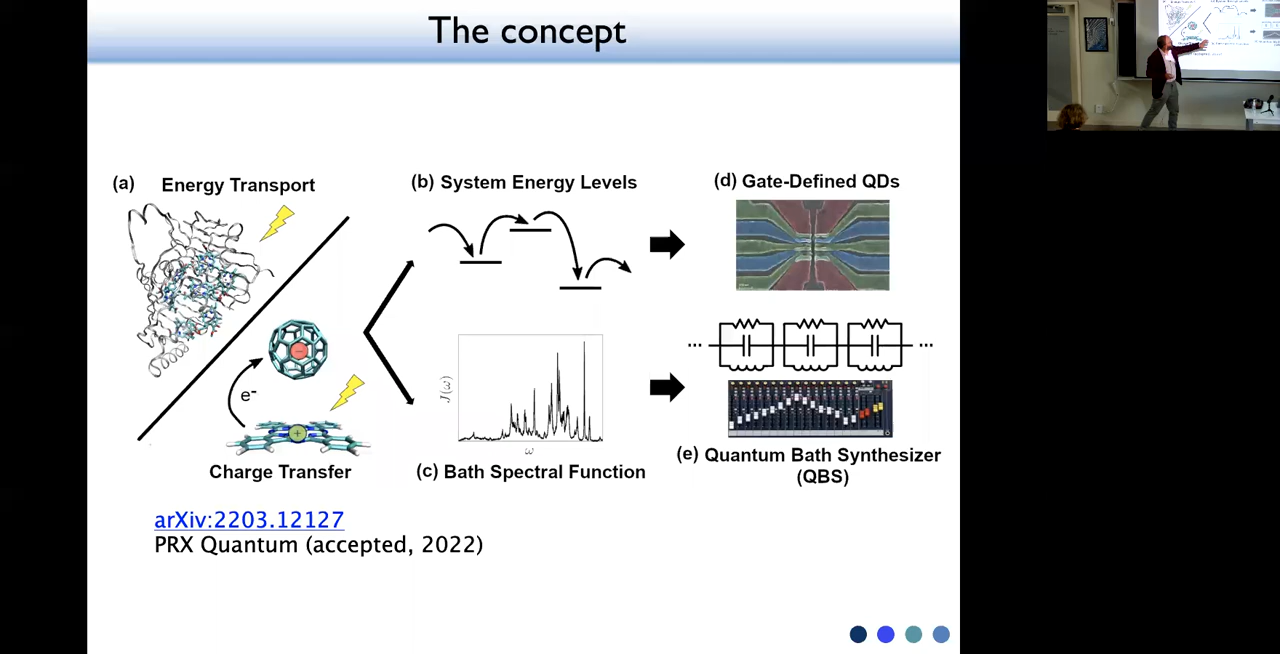 The concept
(a) Energy Transport
e-
Charge Transfer
(b) System Energy Levels
J(ω)
ω
(c) Bath Spectral Function
(d) Gate-Defined QDs
...
...
(e) Quantum Bath Synthesizer
(QBS)
arXiv:2203.12127
PRX Quantum (accepted, 2022)